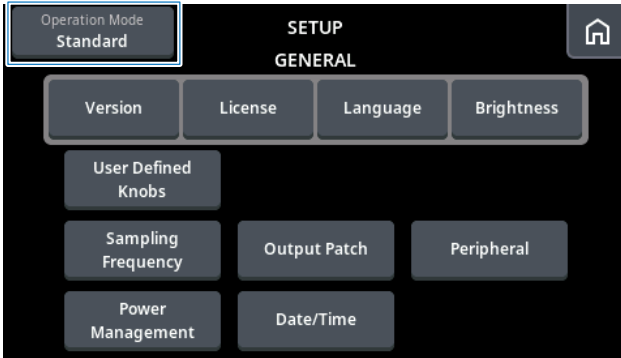 Operation Mode
Standard
SETUP
GENERAL
Version
License
Language
Brightness
User Defined
Knobs
Sampling
Frequency
Output Patch
Peripheral
Power
Management
Date/Time